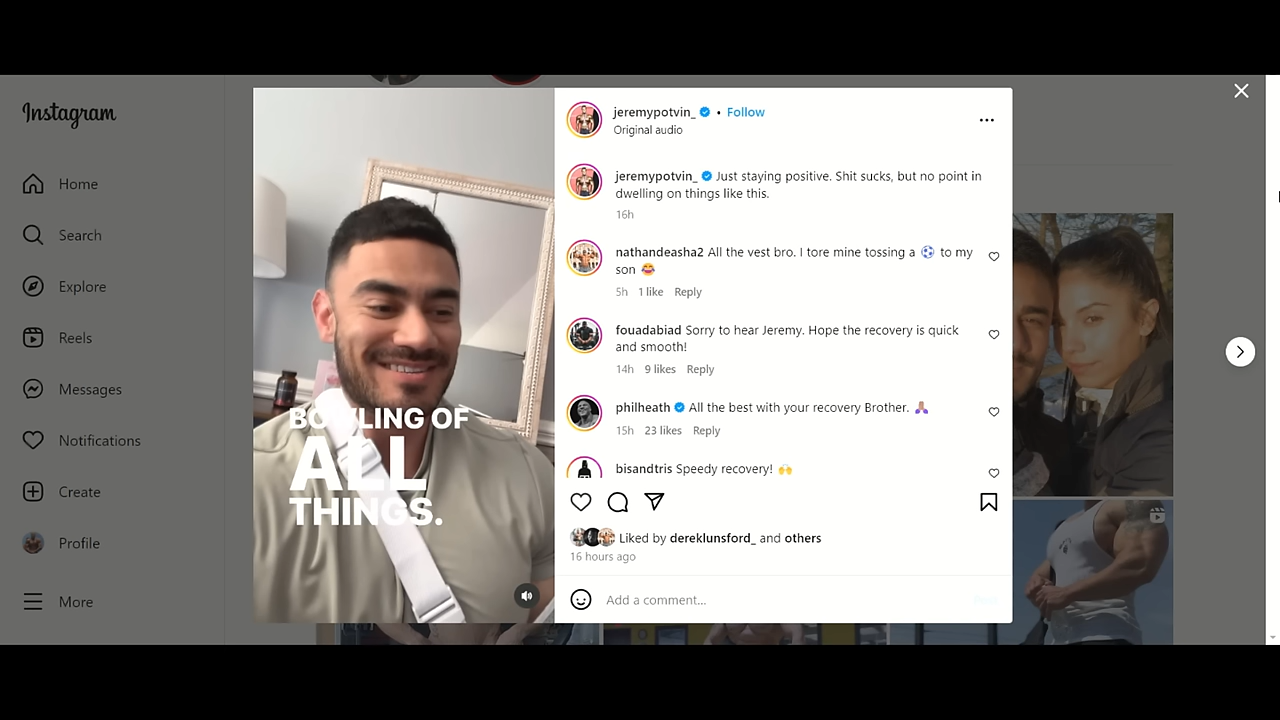 Instagram
Home
Search
Explore
Reels
Messages
Notifications
Create
Profile
More
BOWLING OF
ALL
THINGS.
jeremypotvin_ • Follow
Original audio
jeremypotvin_ Just staying positive. Shit sucks, but no point in
dwelling on things like this.
16h
nathandeasha2 All the vest bro. I tore mine tossing a ⚽ to my
son 😂
5h 1 like Reply
fouadabiad Sorry to hear Jeremy. Hope the recovery is quick
and smooth!
14h 9 likes Reply
philheath All the best with your recovery Brother. 🙏🏽
15h 23 likes Reply
bisandtris Speedy recovery! 🙌
Liked by dereklunsford_ and others
16 hours ago
Add a comment...